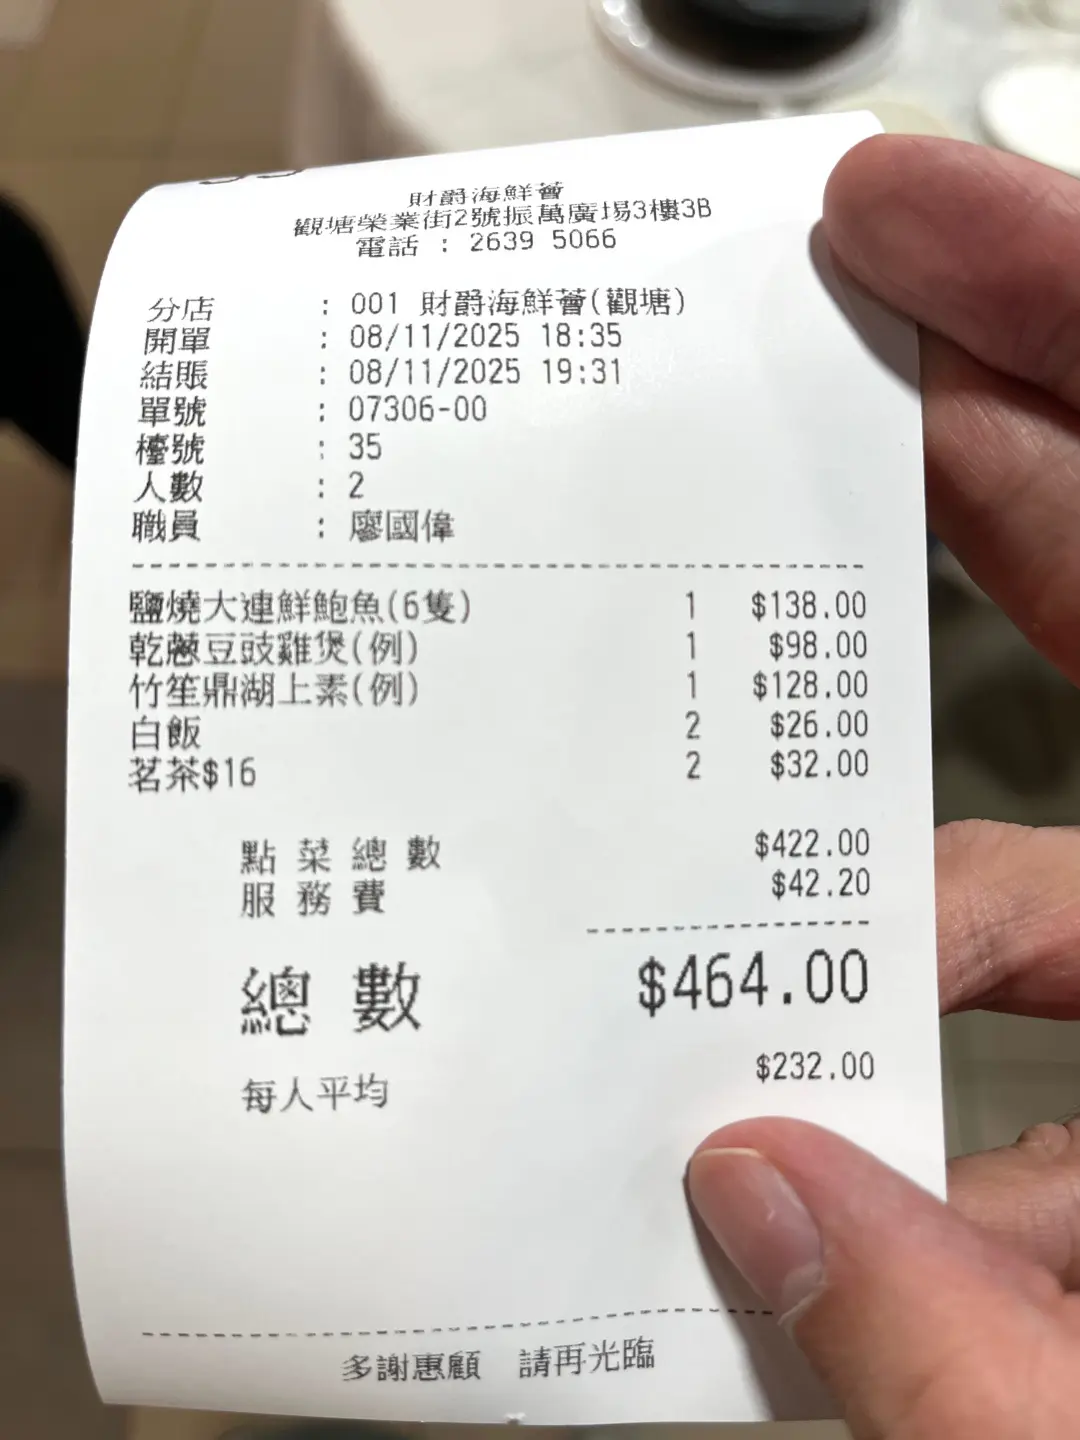 財爵海鮮薈
觀塘榮業街2號振萬廣場3樓3B
電話 : 2639 5066
分店 : 001 財爵海鮮薈(觀塘)
開單 : 08/11/2025 18:35
結賬 : 08/11/2025 19:31
單號 : 07306-00
檯號 : 35
人數 : 2
職員 : 廖國偉
鹽燒大連鮮鮑魚(6隻) 1 $138.00
乾蔥豆豉雞煲(例) 1 $98.00
竹笙鼎湖上素(例) 1 $128.00
白飯 2 $26.00
茗茶$16 2 $32.00
點菜總數 $422.00
服務費 $42.20
總數 $464.00
每人平均 $232.00
多謝惠顧 請再光臨